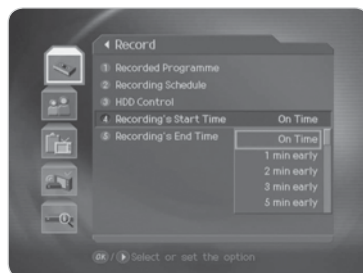 Record
1 Recorded Programme
2 Recording Schedule
3 HDD Control
4 Recording's Start Time On Time
5 Recording's End Time On Time
1 min early
2 min early
3 min early
5 min early
OK / Select or set the option